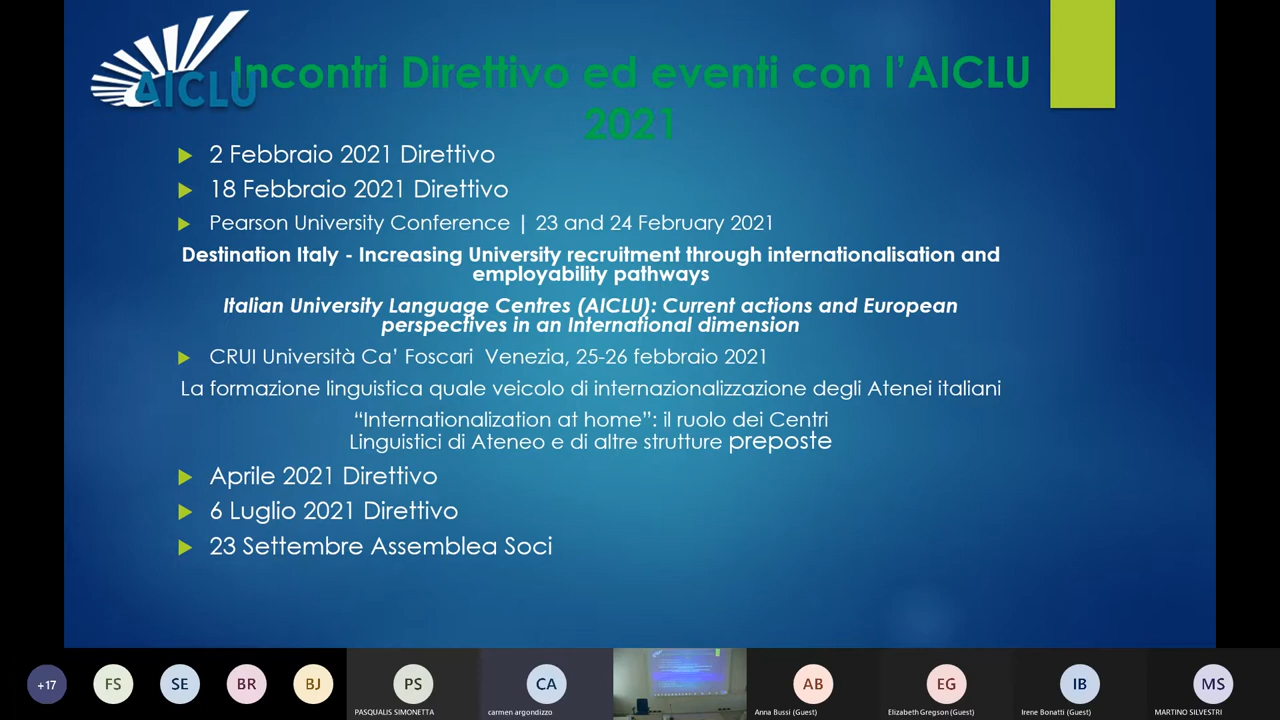 AICLU
Incontri Direttivo ed eventi con l’AICLU
2021
2 Febbraio 2021 Direttivo
18 Febbraio 2021 Direttivo
Pearson University Conference | 23 and 24 February 2021
Destination Italy - Increasing University recruitment through internationalisation and
employability pathways
Italian University Language Centres (AICLU): Current actions and European
perspectives in an International dimension
CRUI Università Ca’ Foscari Venezia, 25-26 febbraio 2021
La formazione linguistica quale veicolo di internazionalizzazione degli Atenei italiani
“Internationalization at home”: il ruolo dei Centri
Linguistici di Ateneo e di altre strutture preposte
Aprile 2021 Direttivo
6 Luglio 2021 Direttivo
23 Settembre Assemblea Soci
+17 FS SE BR BJ PS CA AB EG IB MS
PASQUALIS SIMONETTA carmen argondizzo Anna Bussi (Guest) Elizabeth Gregson (Guest) Irene Bonatti (Guest) MARTINO SILVESTRI